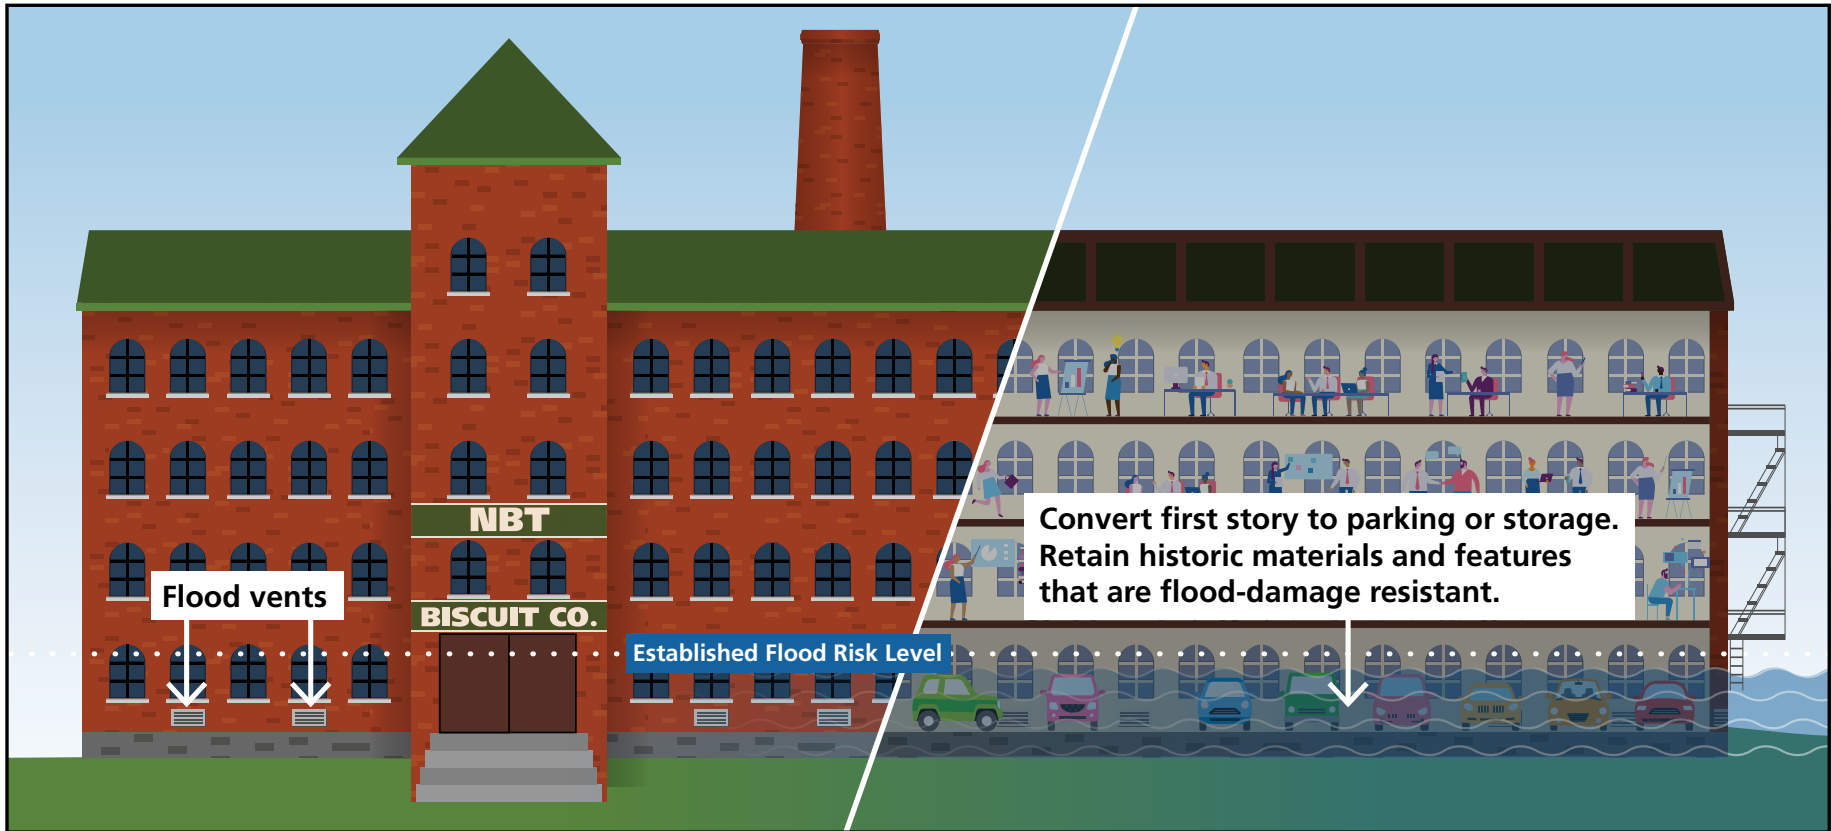 NBT
BISCUIT CO.
Flood vents
Established Flood Risk Level
Convert first story to parking or storage.
Retain historic materials and features
that are flood-damage resistant.